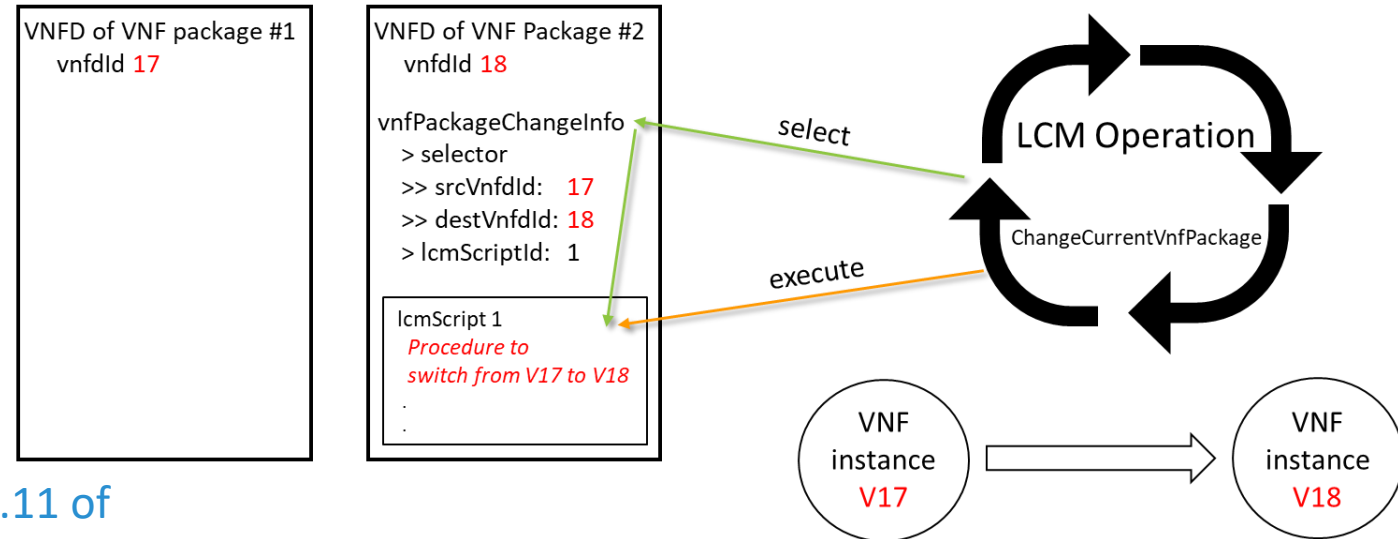 VNFD of VNF package #1
vnfdId 17
VNFD of VNF Package #2
vnfdId 18
vnfPackageChangeInfo
> selector
>> srcVnfdId: 17
>> destVnfdId: 18
> lcmScriptId: 1
lcmScript 1
Procedure to
switch from V17 to V18
.
.
select
execute
LCM Operation
ChangeCurrentVnfPackage
VNF
instance
V17
VNF
instance
V18
.11 of